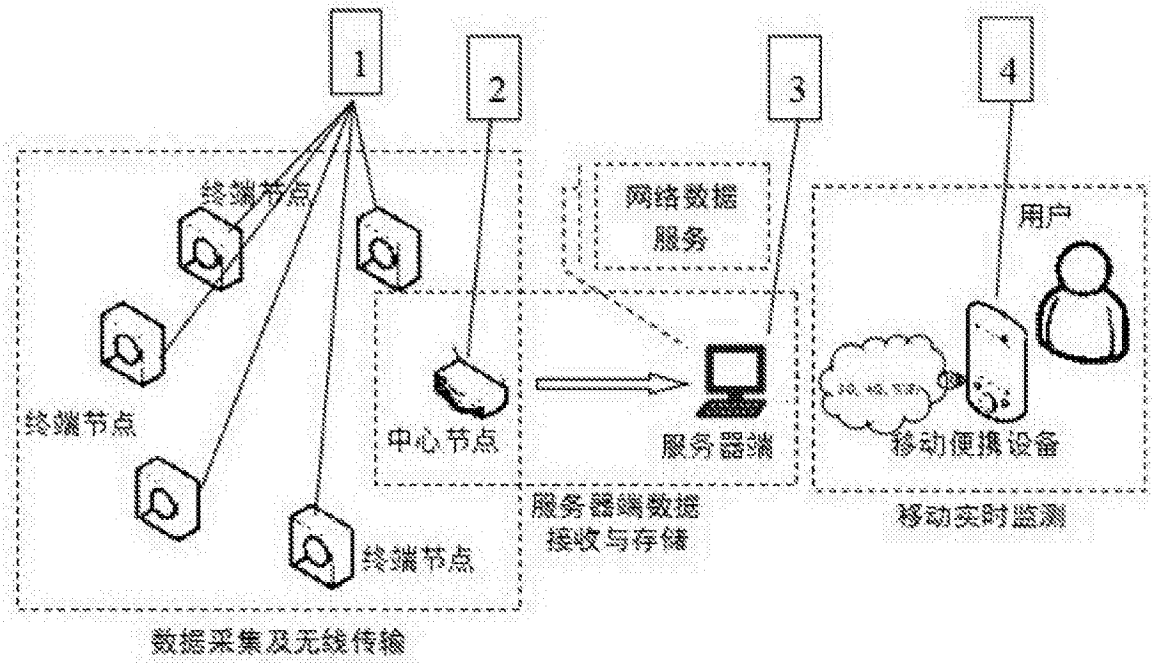 1
2
3
4
终端节点
网络数据
服务
用户
终端节点
中心节点
服务器端
移动便携设备
服务器端数据
接收与存储
移动实时监测
终端节点
数据采集及无线传输